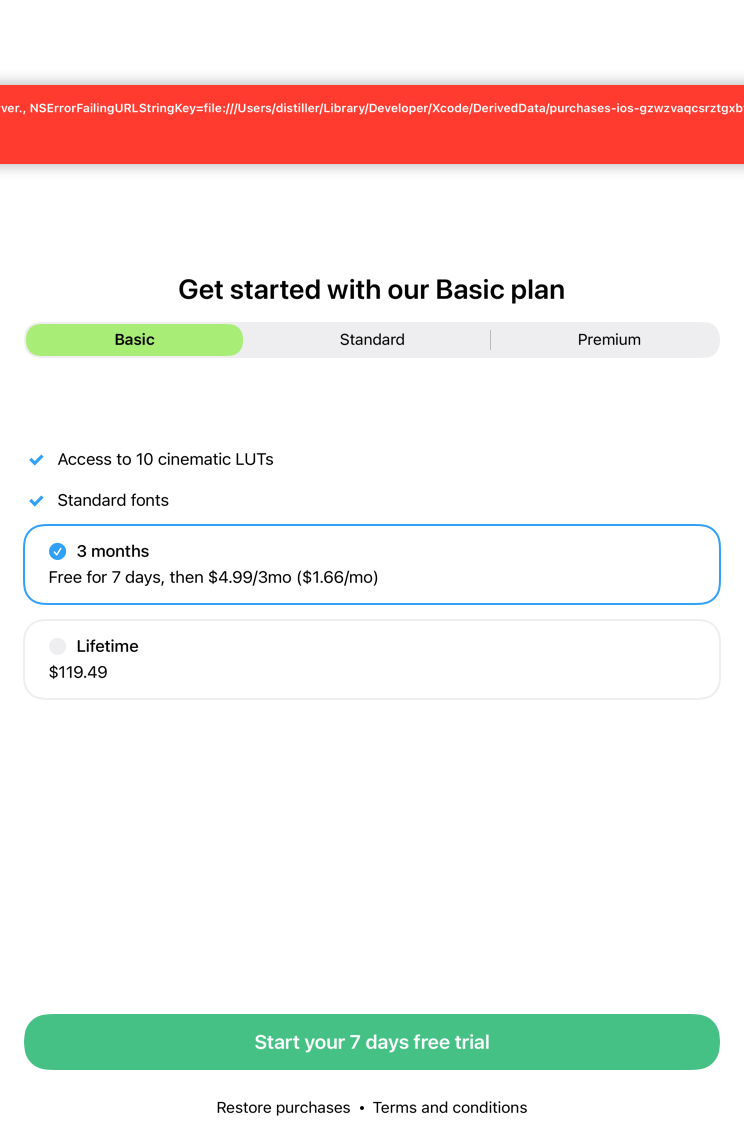 ver., NSErrorFailingURLStringKey=file:///Users/distiller/Library/Developer/Xcode/DerivedData/purchases-ios-gzwzvaqcsrztgxb
Get started with our Basic plan
Basic Standard Premium
Access to 10 cinematic LUTs
Standard fonts
3 months
Free for 7 days, then $4.99/3mo ($1.66/mo)
Lifetime
$119.49
Start your 7 days free trial
Restore purchases • Terms and conditions